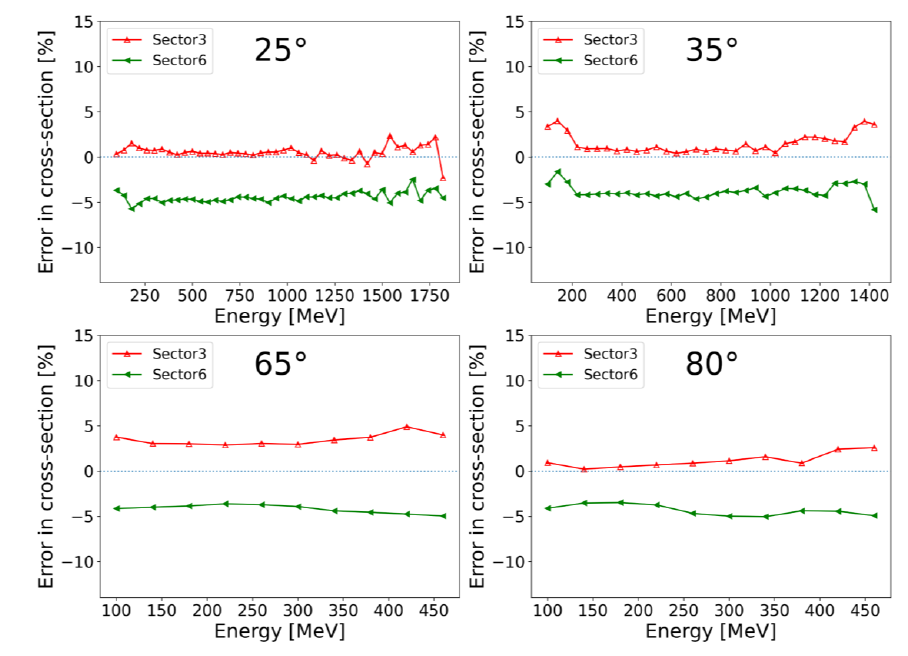 Error in cross-section [%]
15
10
5
0
−5
−10
Sector3
Sector6
25°
250 500 750 1000 1250 1500 1750
Energy [MeV]
Error in cross-section [%]
15
10
5
0
−5
−10
Sector3
Sector6
35°
200 400 600 800 1000 1200 1400
Energy [MeV]
Error in cross-section [%]
15
10
5
0
−5
−10
Sector3
Sector6
65°
100 150 200 250 300 350 400 450
Energy [MeV]
Error in cross-section [%]
15
10
5
0
−5
−10
Sector3
Sector6
80°
100 150 200 250 300 350 400 450
Energy [MeV]